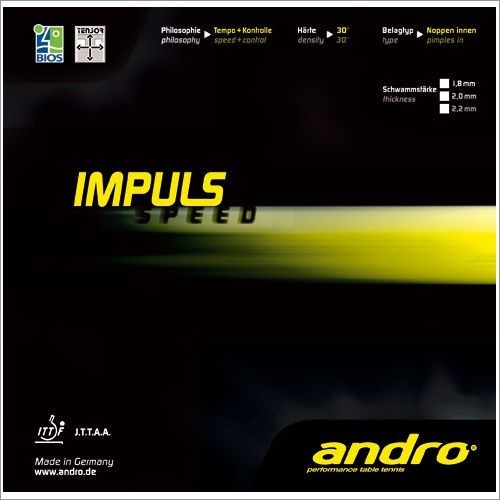 BIOS
TENSOR
Philosophie Tempo + Kontrolle
philosophy speed + control
Härte 30°
density 30°
Belagtyp Noppen innen
type pimples in
Schwammstärke
thickness
1,8 mm
2,0 mm
2,2 mm
IMPULS
SPEED
ITTF J.T.T.A.A.
Made in Germany
www.andro.de
andro®
performance table tennis